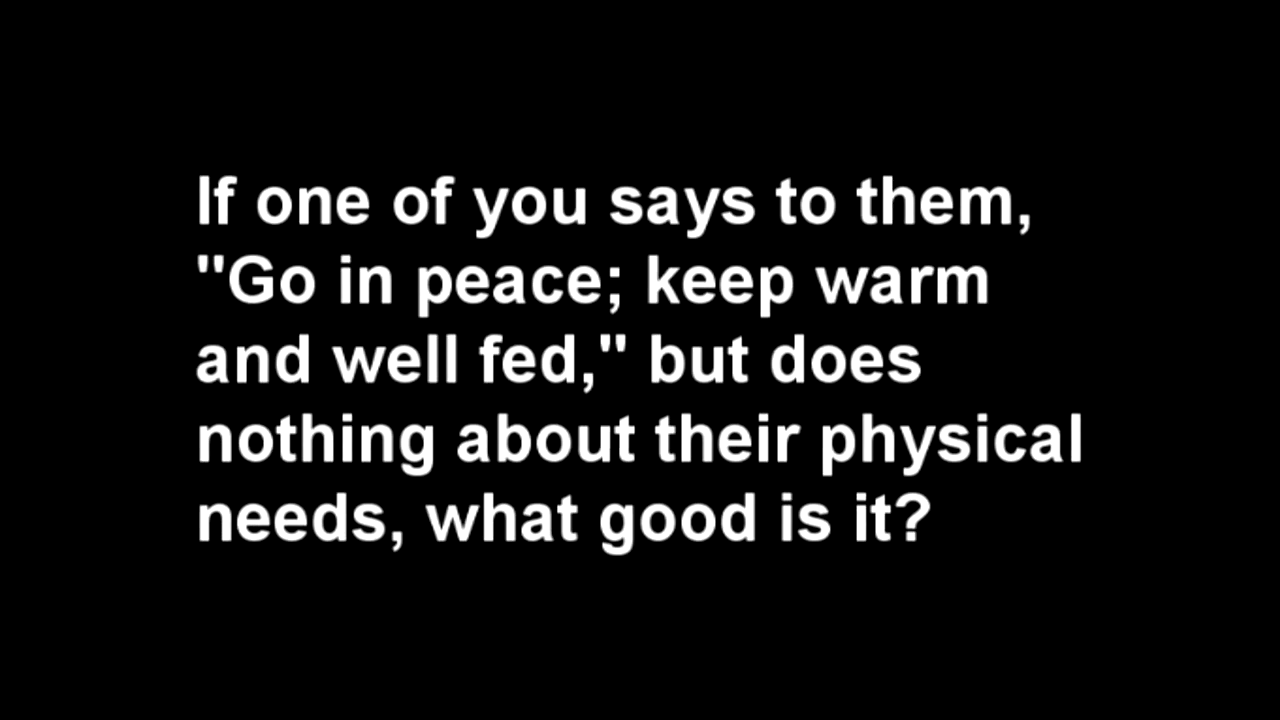 If one of you says to them,
"Go in peace; keep warm
and well fed," but does
nothing about their physical
needs, what good is it?